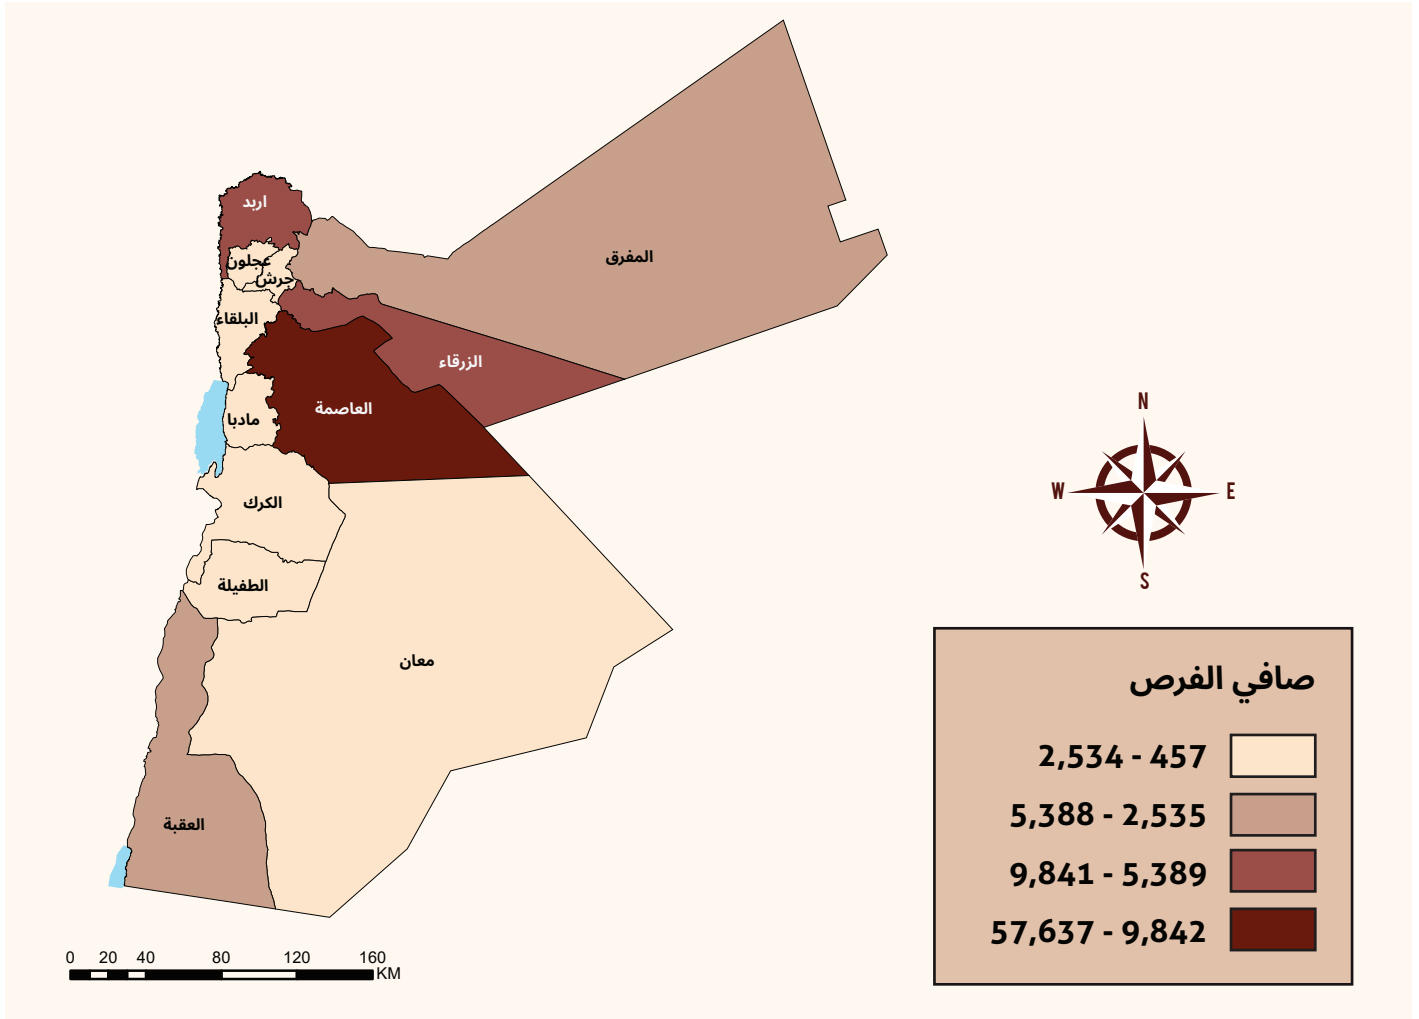 اربد
المفرق
عجلون
جرش
البلقاء
الزرقاء
العاصمة
مادبا
الكرك
الطفيلة
معان
العقبة
N
W
E
S
صافي الفرص
457 - 2,534
2,535 - 5,388
5,389 - 9,841
9,842 - 57,637
0 20 40 80 120 160
KM